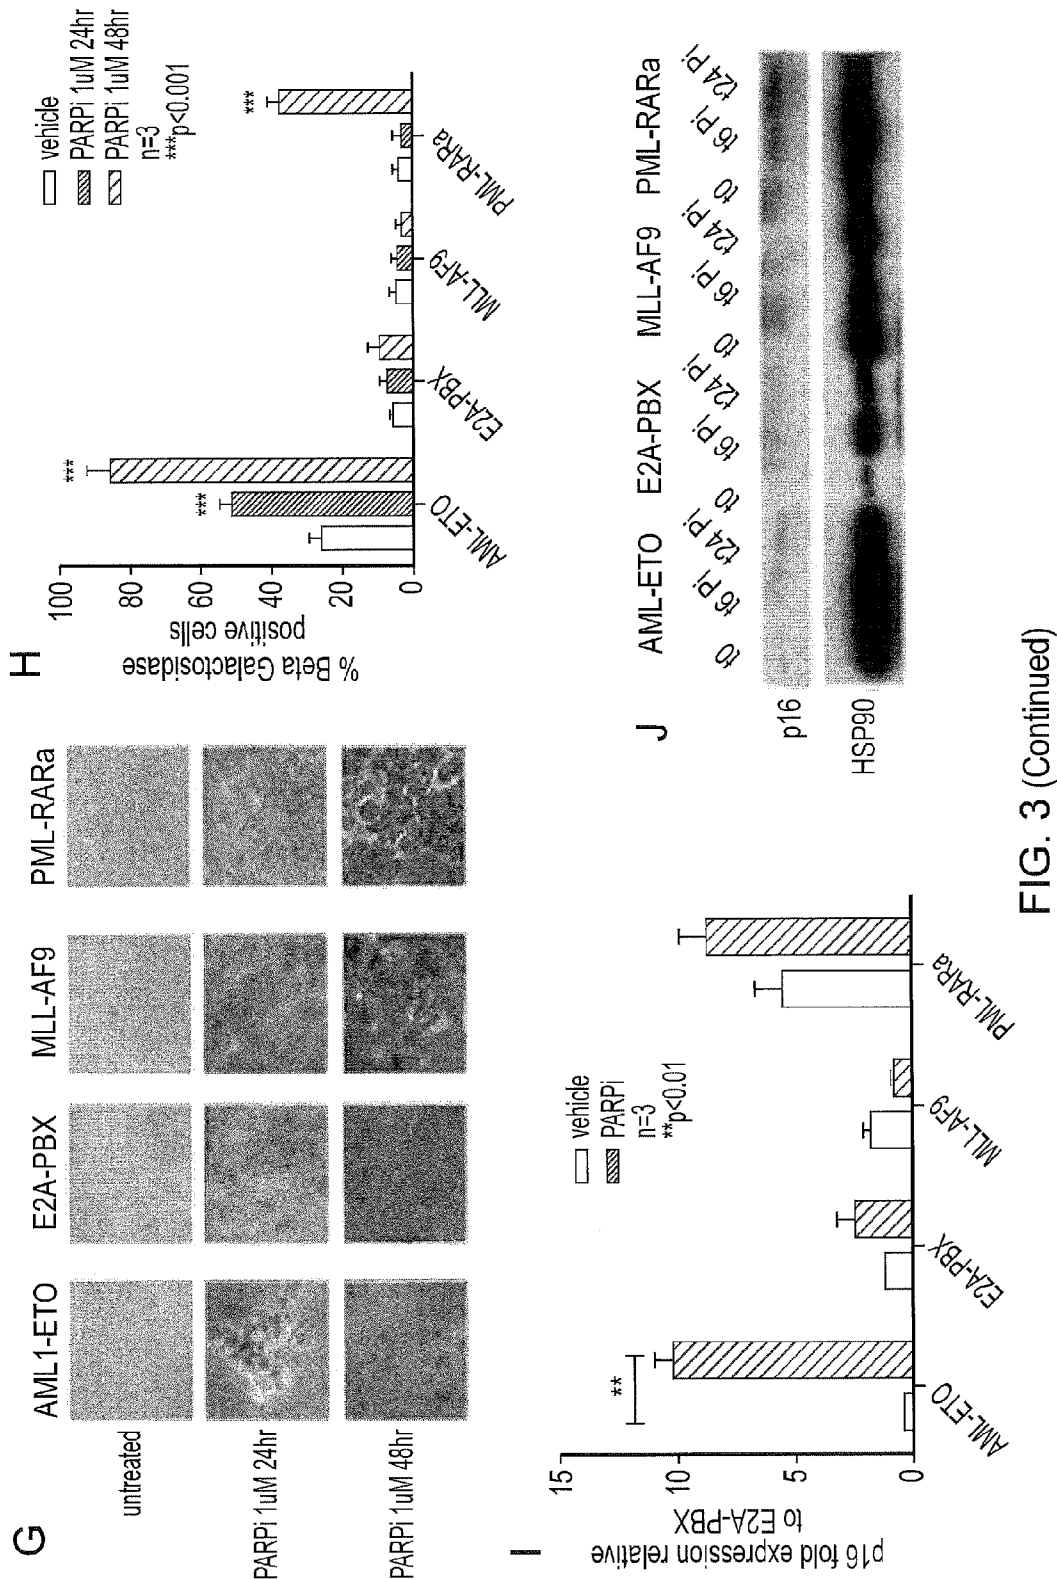 G
AML1-ETO E2A-PBX MLL-AF9 PML-RARa
untreated
PARPi 1uM 24hr
PARPi 1uM 48hr
H
vehicle
PARPi 1uM 24hr
PARPi 1uM 48hr
n=3
***p<0.001
% Beta Galactosidase
positive cells
100
80
60
40
20
0
***
***
***
AML-ETO E2A-PBX MLL-AF9 PML-RARa
I
vehicle
PARPi
n=3
**p<0.01
p16 fold expression relative
to E2A-PBX
15
10
5
0
**
AML-ETO E2A-PBX MLL-AF9 PML-RARa
J
AML-ETO E2A-PBX MLL-AF9 PML-RARa
t0 t6 Pi t24 Pi t0 t6 Pi t24 Pi t0 t6 Pi t24 Pi t0 t6 Pi t24 Pi
p16
HSP90
FIG. 3 (Continued)